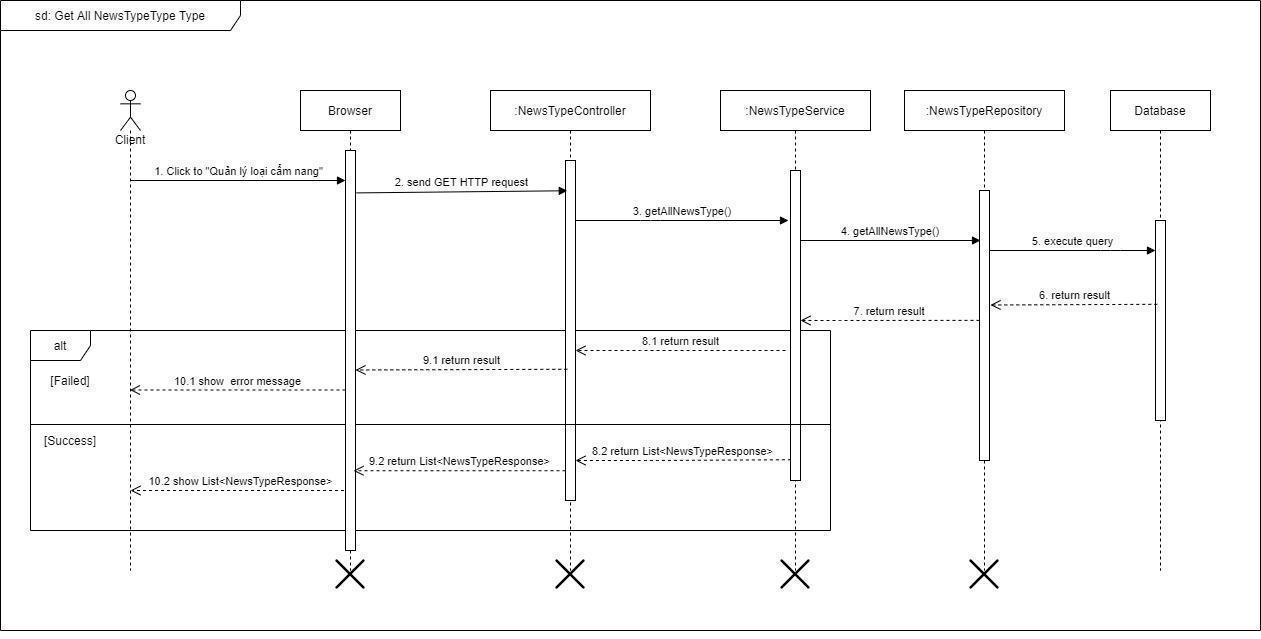 sd: Get All NewsTypeType Type
Client
Browser
:NewsTypeController
:NewsTypeService
:NewsTypeRepository
Database
1. Click to "Quản lý loại cẩm nang"
2. send GET HTTP request
3. getAllNewsType()
4. getAllNewsType()
5. execute query
6. return result
7. return result
alt
8.1 return result
9.1 return result
[Failed]
10.1 show  error message
[Success]
8.2 return List<NewsTypeResponse>
9.2 return List<NewsTypeResponse>
10.2 show List<NewsTypeResponse>